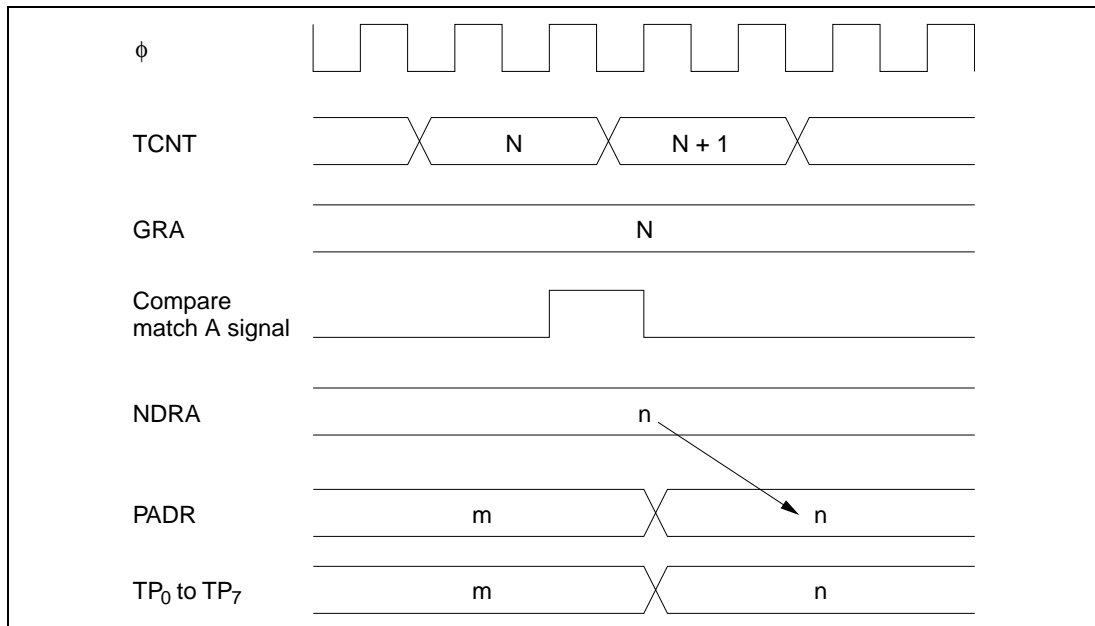 ϕ
TCNT N N + 1
GRA N
Compare
match A signal
NDRA n
PADR m n
TP0 to TP7 m n